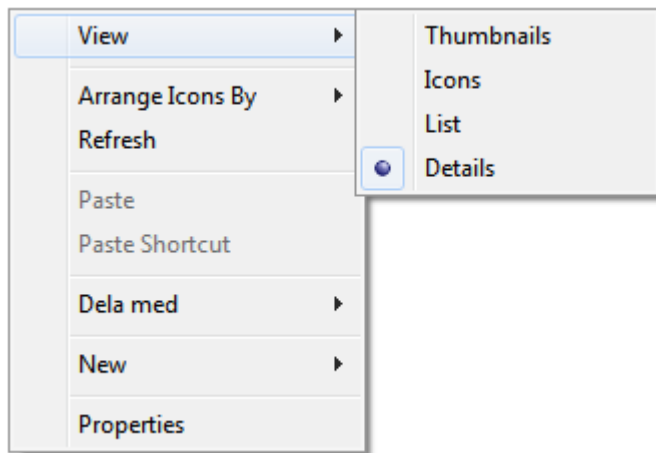 View
Arrange Icons By
Refresh
Paste
Paste Shortcut
Dela med
New
Properties
Thumbnails
Icons
List
Details